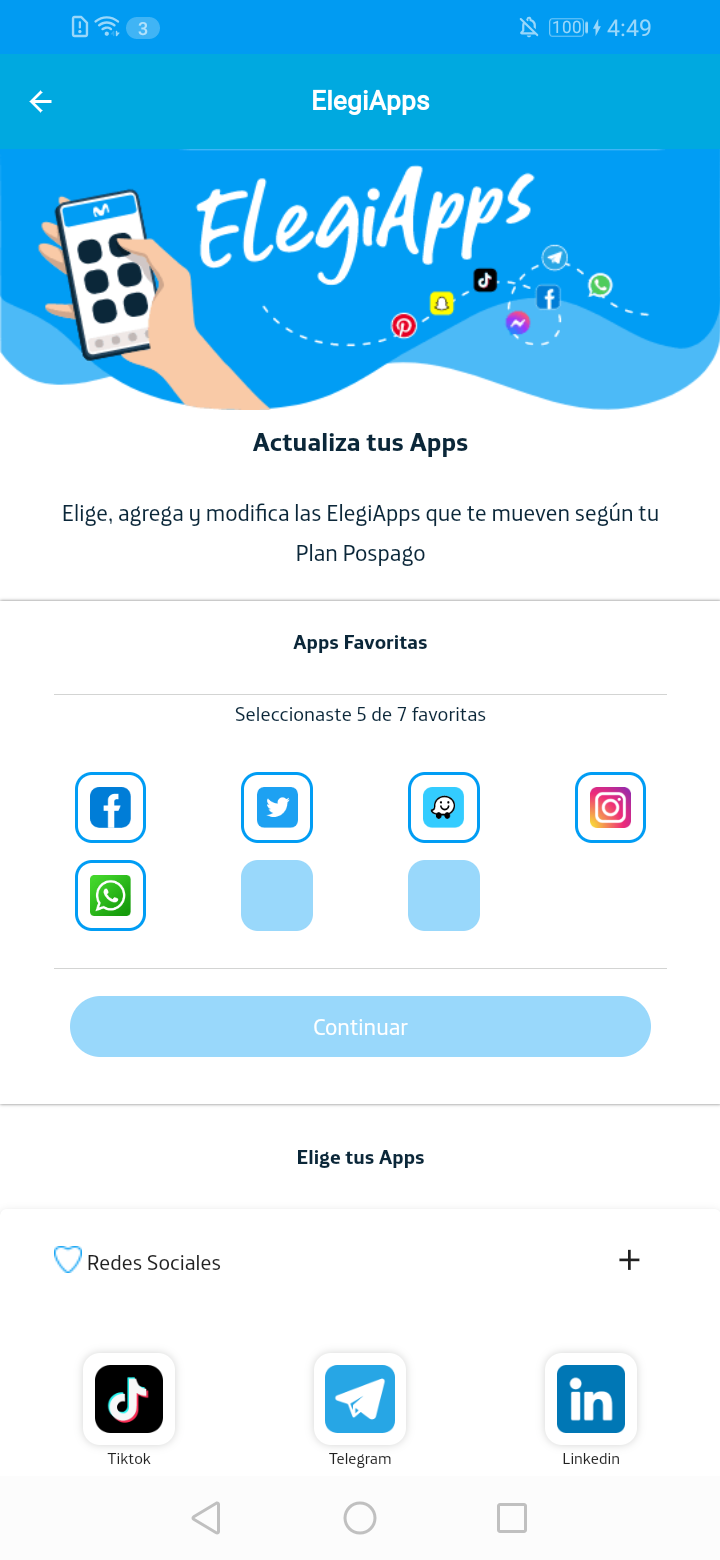 3
100
4:49
ElegiApps
ElegiApps
Actualiza tus Apps
Elige, agrega y modifica las ElegiApps que te mueven según tu
Plan Pospago
Apps Favoritas
Seleccionaste 5 de 7 favoritas
Continuar
Elige tus Apps
Redes Sociales
in
Tiktok
Telegram
Linkedin